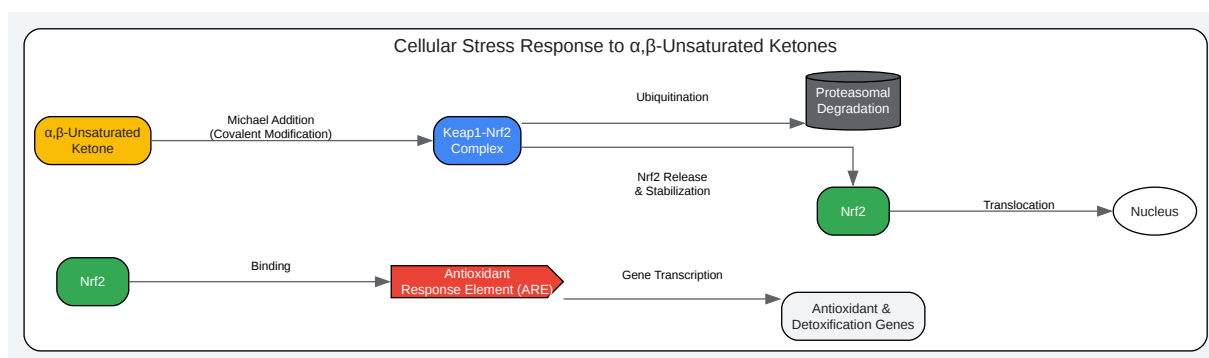 Cellular Stress Response to α,β-Unsaturated Ketones
α,β-Unsaturated
Ketone
Michael Addition
(Covalent Modification)
Keap1-Nrf2
Complex
Ubiquitination
Proteasomal
Degradation
Nrf2 Release
& Stabilization
Nrf2
Translocation
Nucleus
Nrf2
Binding
Antioxidant
Response Element (ARE)
Gene Transcription
Antioxidant &
Detoxification Genes